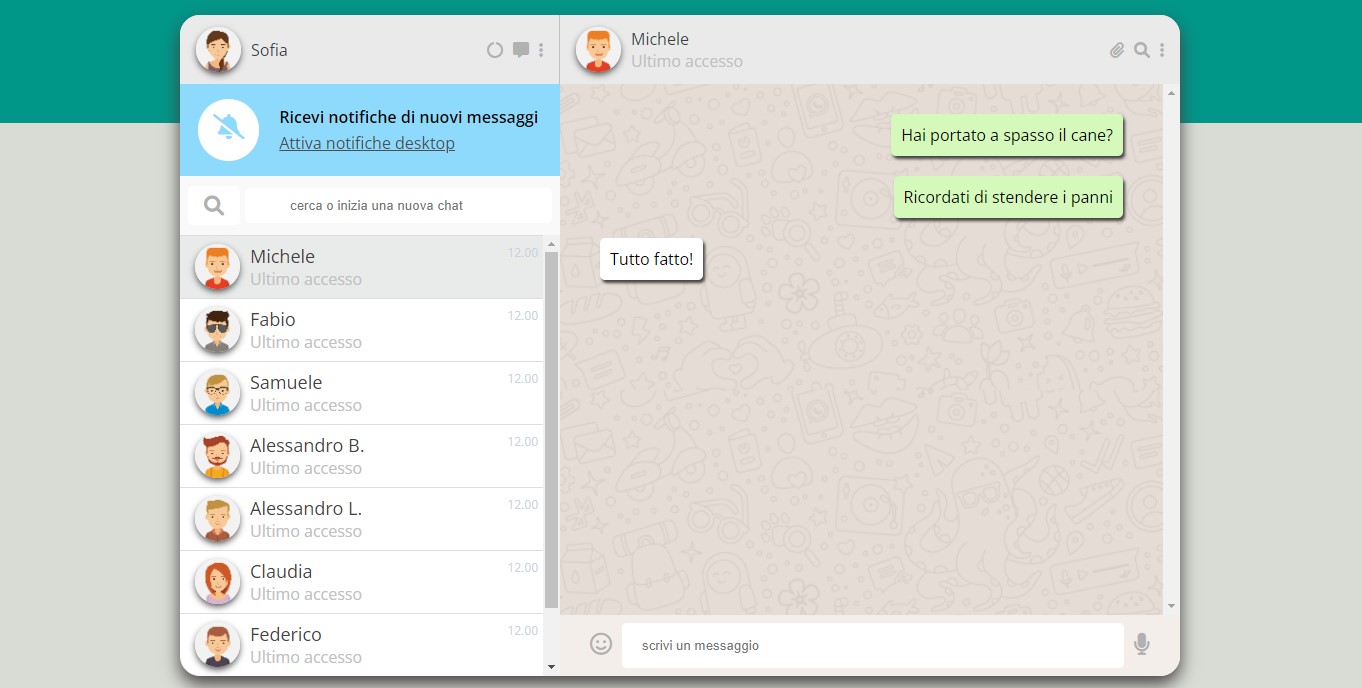 Sofia
Ricevi notifiche di nuovi messaggi
Attiva notifiche desktop
cerca o inizia una nuova chat
Michele 12.00
Ultimo accesso
Fabio 12.00
Ultimo accesso
Samuele 12.00
Ultimo accesso
Alessandro B. 12.00
Ultimo accesso
Alessandro L. 12.00
Ultimo accesso
Claudia 12.00
Ultimo accesso
Federico 12.00
Ultimo accesso
Michele
Ultimo accesso
Hai portato a spasso il cane?
Ricordati di stendere i panni
Tutto fatto!
scrivi un messaggio